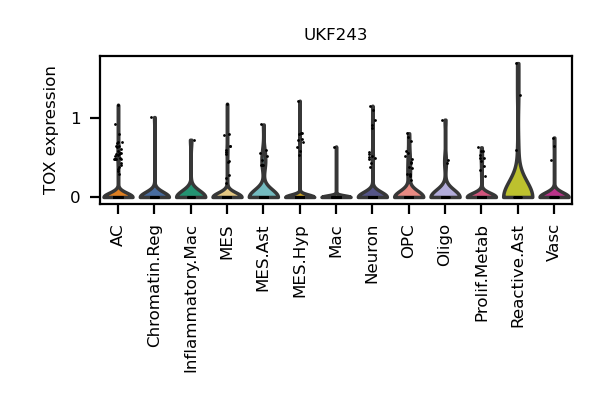 UKF243
TOX expression
1
0
AC
Chromatin.Reg
Inflammatory.Mac
MES
MES.Ast
MES.Hyp
Mac
Neuron
OPC
Oligo
Prolif.Metab
Reactive.Ast
Vasc